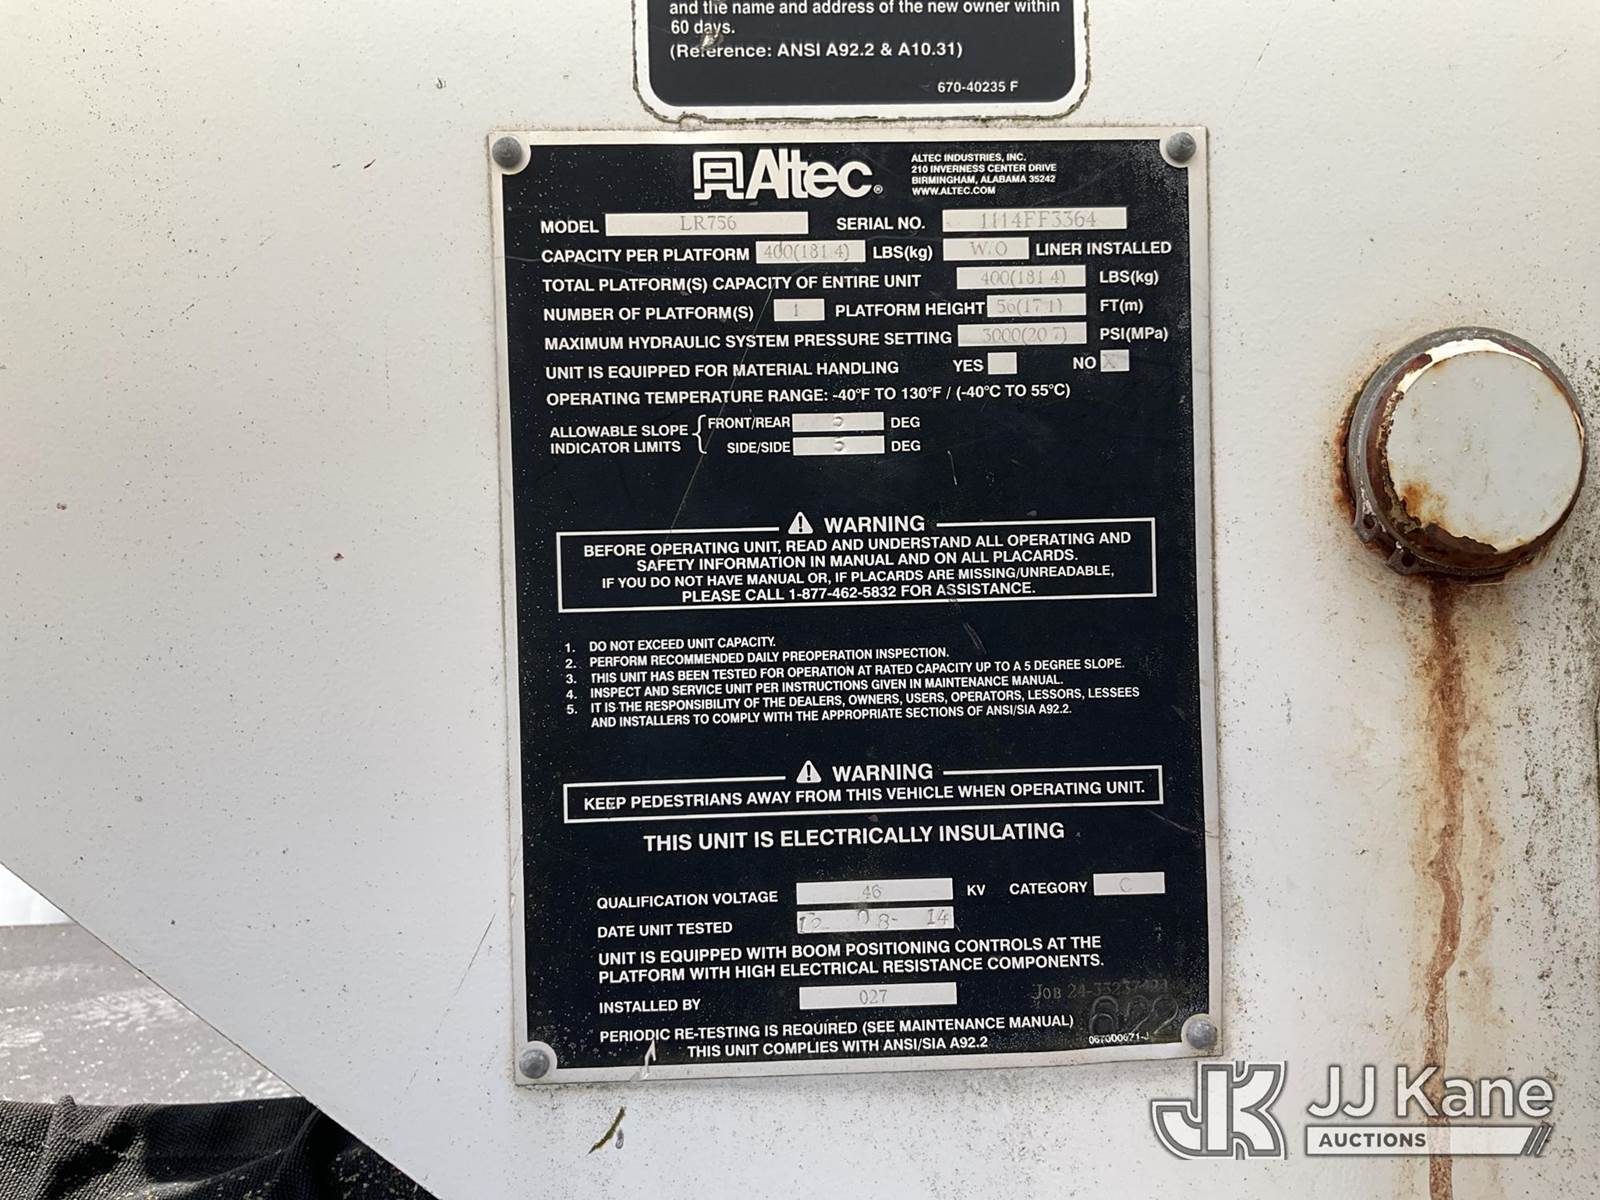 and the name and address of the new owner within
60 days.
(Reference: ANSI A92.2 & A10.31)
670-40235 F
Altec®
ALTEC INDUSTRIES, INC.
210 INVERNESS CENTER DRIVE
BIRMINGHAM, ALABAMA 35242
WWW.ALTEC.COM
MODEL LR756 SERIAL NO. 1114FF3364
CAPACITY PER PLATFORM 400(181.4) LBS(kg) W/O LINER INSTALLED
TOTAL PLATFORM(S) CAPACITY OF ENTIRE UNIT 400(181.4) LBS(kg)
NUMBER OF PLATFORM(S) 1 PLATFORM HEIGHT 56(17.1) FT(m)
MAXIMUM HYDRAULIC SYSTEM PRESSURE SETTING 3000(20.7) PSI(MPa)
UNIT IS EQUIPPED FOR MATERIAL HANDLING YES NO X
OPERATING TEMPERATURE RANGE: -40°F TO 130°F / (-40°C TO 55°C)
ALLOWABLE SLOPE INDICATOR LIMITS
FRONT/REAR 5 DEG
SIDE/SIDE 5 DEG
WARNING
BEFORE OPERATING UNIT, READ AND UNDERSTAND ALL OPERATING AND
SAFETY INFORMATION IN MANUAL AND ON ALL PLACARDS.
IF YOU DO NOT HAVE MANUAL OR, IF PLACARDS ARE MISSING/UNREADABLE,
PLEASE CALL 1-877-462-5832 FOR ASSISTANCE.
1. DO NOT EXCEED UNIT CAPACITY.
2. PERFORM RECOMMENDED DAILY PREOPERATION INSPECTION.
3. THIS UNIT HAS BEEN TESTED FOR OPERATION AT RATED CAPACITY UP TO A 5 DEGREE SLOPE.
4. INSPECT AND SERVICE UNIT PER INSTRUCTIONS GIVEN IN MAINTENANCE MANUAL.
5. IT IS THE RESPONSIBILITY OF THE DEALERS, OWNERS, USERS, OPERATORS, LESSORS, LESSEES
AND INSTALLERS TO COMPLY WITH THE APPROPRIATE SECTIONS OF ANSI/SIA A92.2.
WARNING
KEEP PEDESTRIANS AWAY FROM THIS VEHICLE WHEN OPERATING UNIT.
THIS UNIT IS ELECTRICALLY INSULATING
QUALIFICATION VOLTAGE 46 KV CATEGORY C
DATE UNIT TESTED 12 08-14
UNIT IS EQUIPPED WITH BOOM POSITIONING CONTROLS AT THE
PLATFORM WITH HIGH ELECTRICAL RESISTANCE COMPONENTS.
INSTALLED BY 027
JOB
PERIODIC RE-TESTING IS REQUIRED (SEE MAINTENANCE MANUAL)
622
THIS UNIT COMPLIES WITH ANSI/SIA A92.2
JJ Kane
AUCTIONS